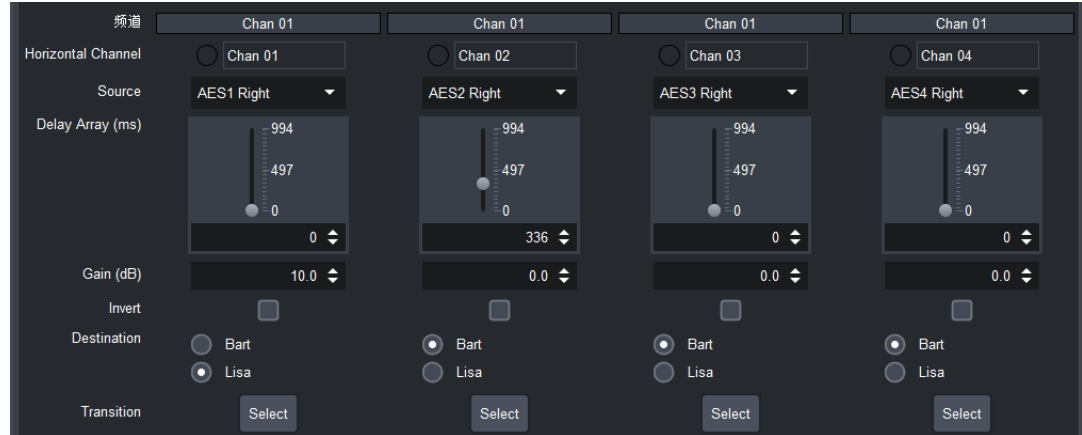 频道 Chan 01 Chan 01 Chan 01 Chan 01
Horizontal Channel Chan 01 Chan 02 Chan 03 Chan 04
Source AES1 Right AES2 Right AES3 Right AES4 Right
Delay Array (ms) 994 994 994 994
497 497 497 497
0 0 0 0
0 336 0 0
Gain (dB) 10.0 0.0 0.0 0.0
Invert
Destination Bart Bart Bart Bart
Lisa Lisa Lisa Lisa
Transition Select Select Select Select